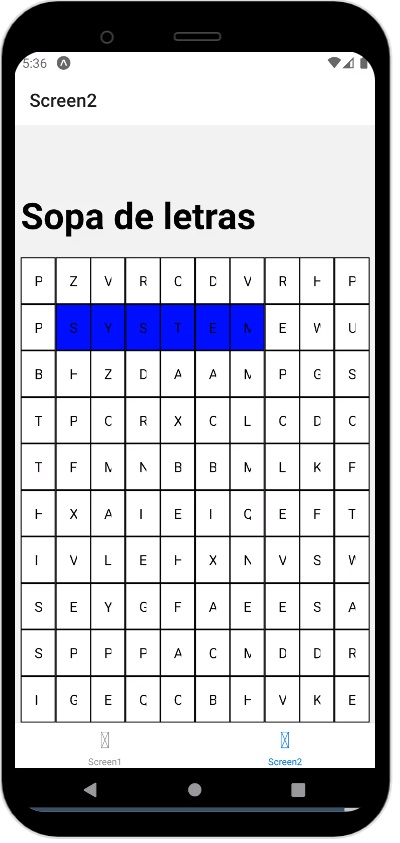 5:36
Screen2
Sopa de letras
P Z V R C D V R H P
P S Y S T E M E W U
B H Z D A A M P G S
T P C R X C L C D C
T F M N B B M L K F
H X A I E I Q E F T
I V L E H X N V S W
S E Y G F A E E S A
S P P P A C M D D R
I G E C C B H V K E
Screen1 Screen2